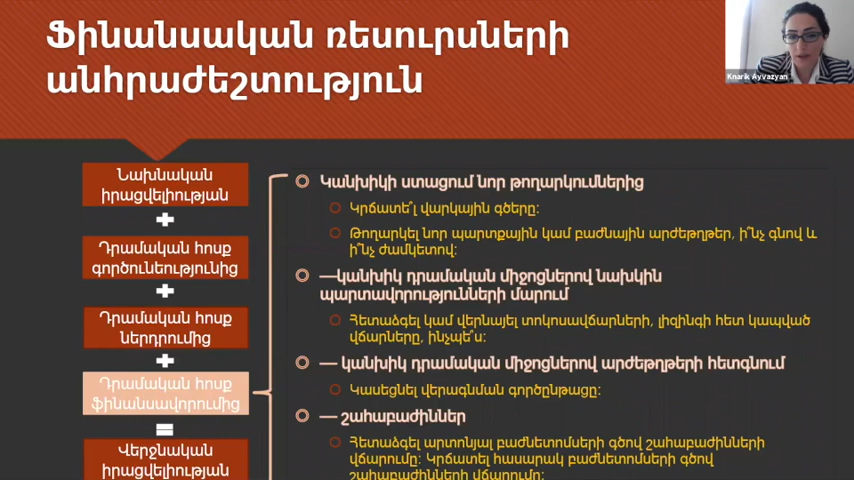 Ֆինանսական ռեսուրսների
անհրաժեշտություն
Knarik Ayvazyan
Նախնական
իրացվելիության
Դրամական հոսք
գործունեությունից
Դրամական հոսք
ներդրումից
Դրամական հոսք
ֆինանսավորումից
Վերջնական
իրացվելիության
Կանխիկի ստացում նոր թողարկումներից
Կրճատե՞լ վարկային գծերը:
Թողարկել նոր պարտքային կամ բաժնային արժեթղթեր, ի՞նչ գնով և
ի՞նչ ժամկետով:
—կանխիկ դրամական միջոցներով նախկին
պարտավորությունների մարում
Հետաձգել կամ վերնայել տոկոսավճարների, լիզինգի հետ կապված
վճարները, ինչպե՞ս:
— կանխիկ դրամական միջոցներով արժեթղթերի հետգնում
Կասեցնել վերագնման գործընթացը:
— շահաբաժիններ
Հետաձգել արտոնյալ բաժնետոմսերի գծով շահաբաժինների
վճարումը: Կրճատել հասարակ բաժնետոմսերի գծով
շահաբաժինների վճարումը: